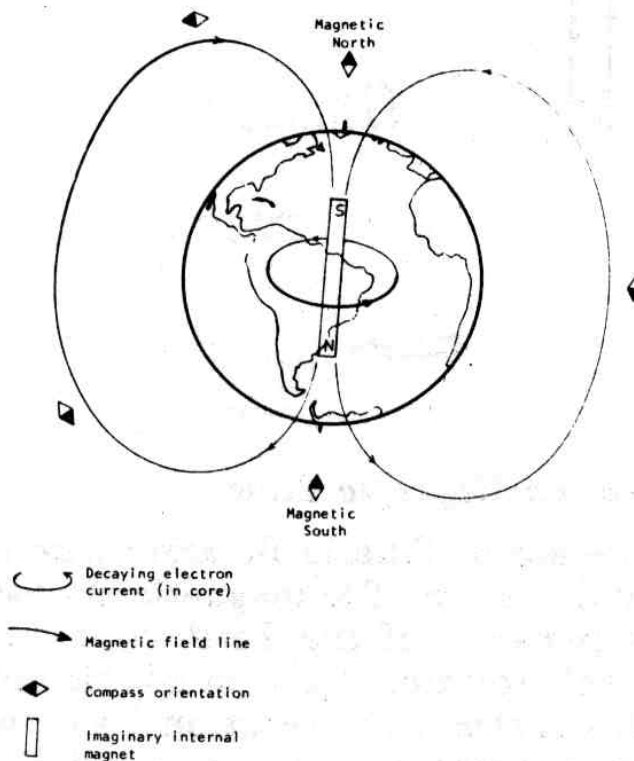 Magnetic
North
S
N
Magnetic
South
Decaying electron
current (in core)
Magnetic field line
Compass orientation
Imaginary internal
magnet